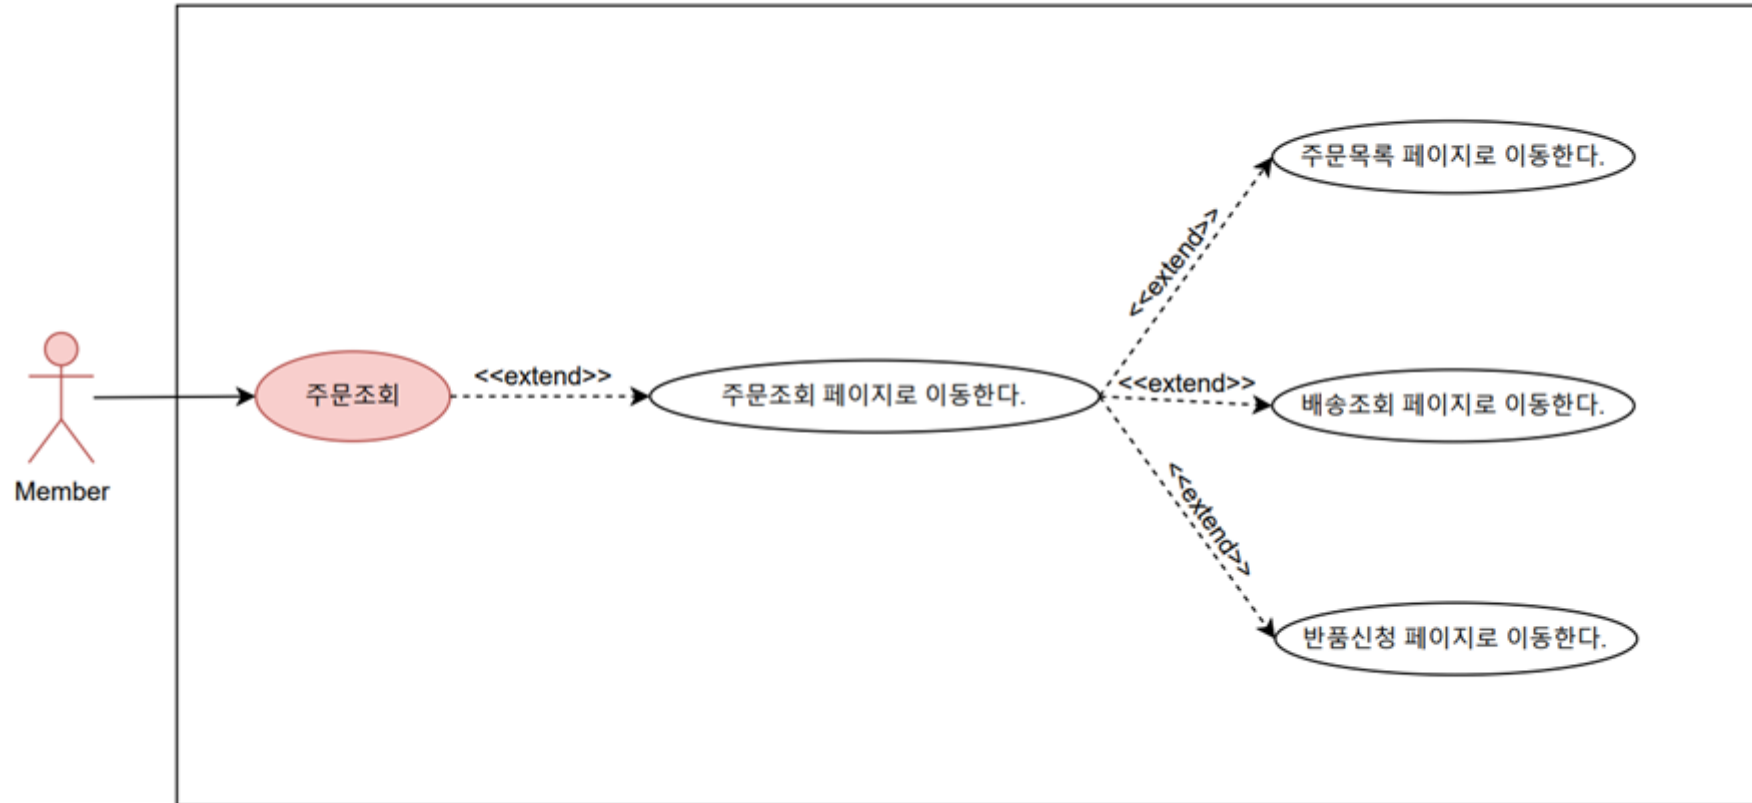 Member
주문조회
<<extend>>
주문조회 페이지로 이동한다.
<<extend>>
주문목록 페이지로 이동한다.
<<extend>>
배송조회 페이지로 이동한다.
<<extend>>
반품신청 페이지로 이동한다.